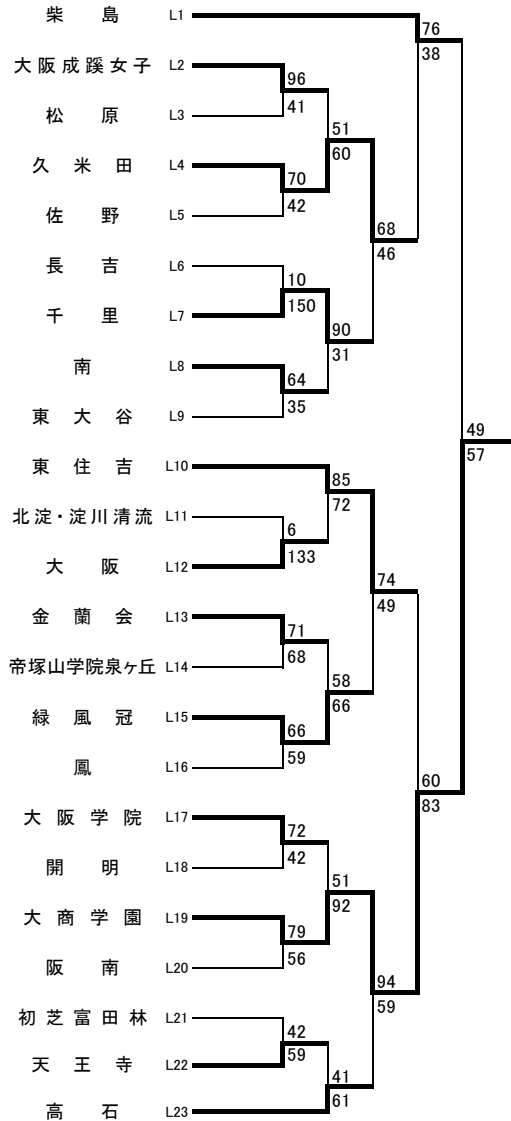 柴島 L1
76
38
大阪成蹊女子 L2
96
41
松原 L3
51
60
久米田 L4
70
42
佐野 L5
68
46
長吉 L6
10
150
千里 L7
90
31
南 L8
64
35
東大谷 L9
49
57
東住吉 L10
85
72
北淀・淀川清流 L11
6
133
大阪 L12
74
49
金蘭会 L13
71
68
帝塚山学院泉ヶ丘 L14
58
66
緑風冠 L15
66
59
鳳 L16
60
83
大阪学院 L17
72
42
開明 L18
51
92
大商学園 L19
79
56
阪南 L20
94
59
初芝富田林 L21
42
59
天王寺 L22
41
61
高石 L23